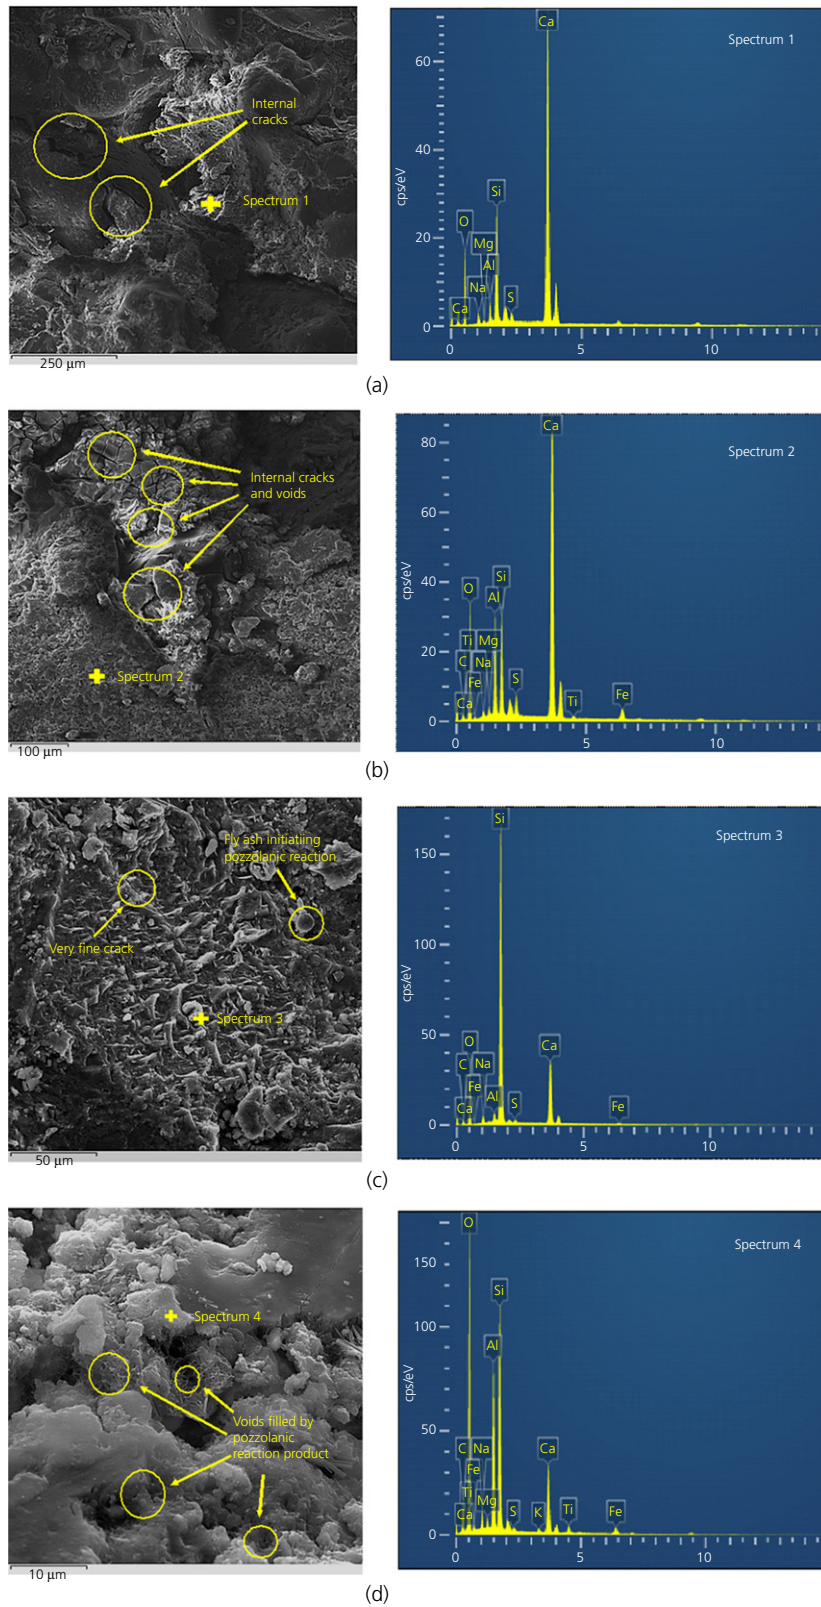 Internal
cracks
Spectrum 1
250 µm
Spectrum 1
cps/eV
60
40
20
0
Ca
Si
O
Mg
Al
Na
S
Ca
0
5
10
(a)
Internal cracks
and voids
Spectrum 2
100 µm
Spectrum 2
cps/eV
80
60
40
20
0
Ca
Si
O
Al
Ti
Mg
C
Na
Fe
S
Ca
Ti
Fe
0
5
10
(b)
Fly ash initiatiing
pozzolanic reaction
Very fine crack
Spectrum 3
50 µm
Spectrum 3
cps/eV
150
100
50
0
Si
O
Ca
C
Na
Fe
Al
S
Ca
Fe
0
5
10
(c)
Spectrum 4
Voids filled by
pozzolanic
reaction product
10 µm
Spectrum 4
cps/eV
150
100
50
0
O
Si
Al
C
Na
Ca
Fe
Ti
Mg
Ca
S
K
Ti
Fe
0
5
10
(d)